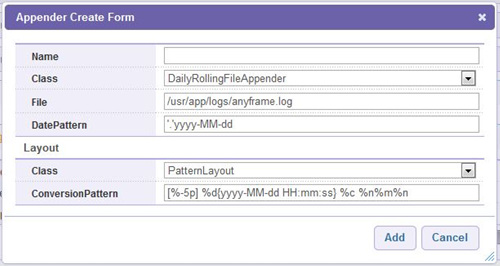 Appender Create Form
Name
Class DailyRollingFileAppender
File /usr/app/logs/anyframe.log
DatePattern '.'yyyy-MM-dd
Layout
Class PatternLayout
ConversionPattern [%-5p] %d{yyyy-MM-dd HH:mm:ss} %c %n%m%n
Add Cancel